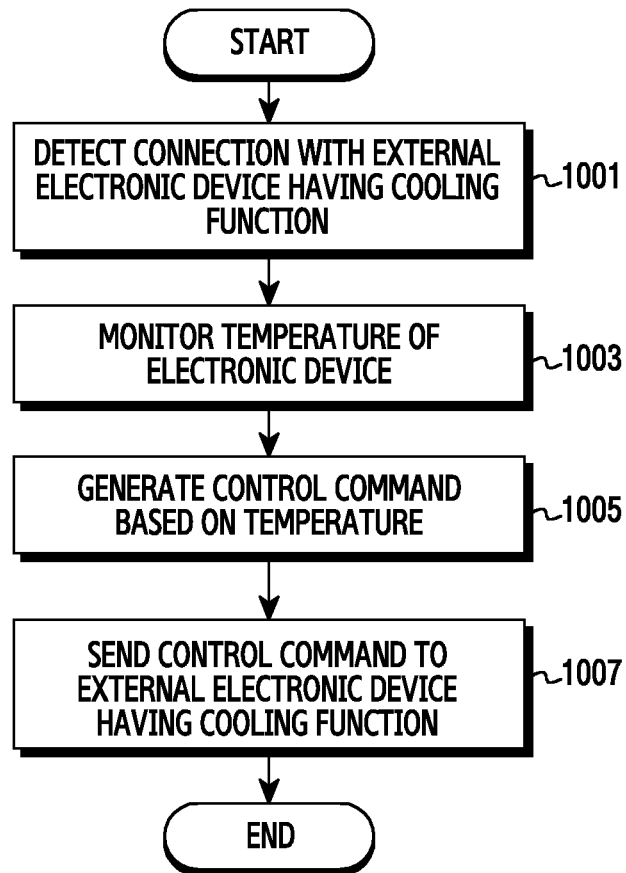 START
DETECT CONNECTION WITH EXTERNAL
ELECTRONIC DEVICE HAVING COOLING
FUNCTION
1001
MONITOR TEMPERATURE OF
ELECTRONIC DEVICE
1003
GENERATE CONTROL COMMAND
BASED ON TEMPERATURE
1005
SEND CONTROL COMMAND TO
EXTERNAL ELECTRONIC DEVICE
HAVING COOLING FUNCTION
1007
END